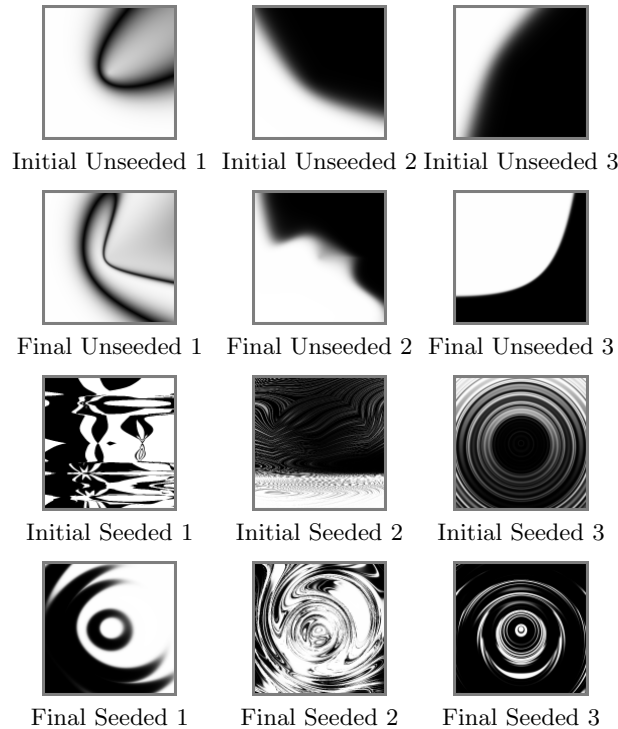 Initial Unseeded 1 Initial Unseeded 2 Initial Unseeded 3
Final Unseeded 1 Final Unseeded 2 Final Unseeded 3
Initial Seeded 1 Initial Seeded 2 Initial Seeded 3
Final Seeded 1 Final Seeded 2 Final Seeded 3